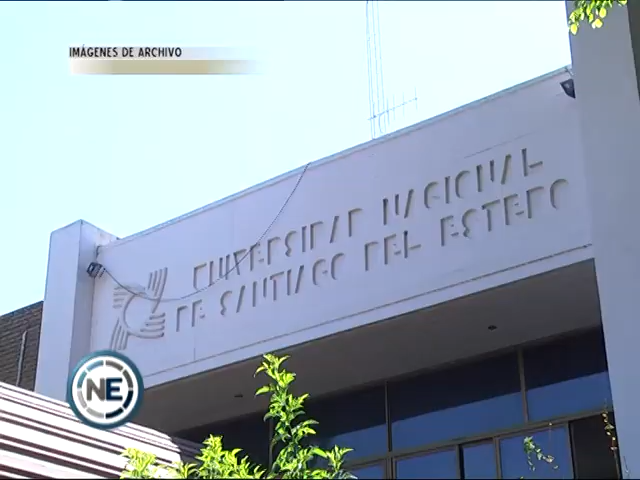 IMÁGENES DE ARCHIVO
UNIVERSIDAD NACIONAL
DE SANTIAGO DEL ESTERO
NE